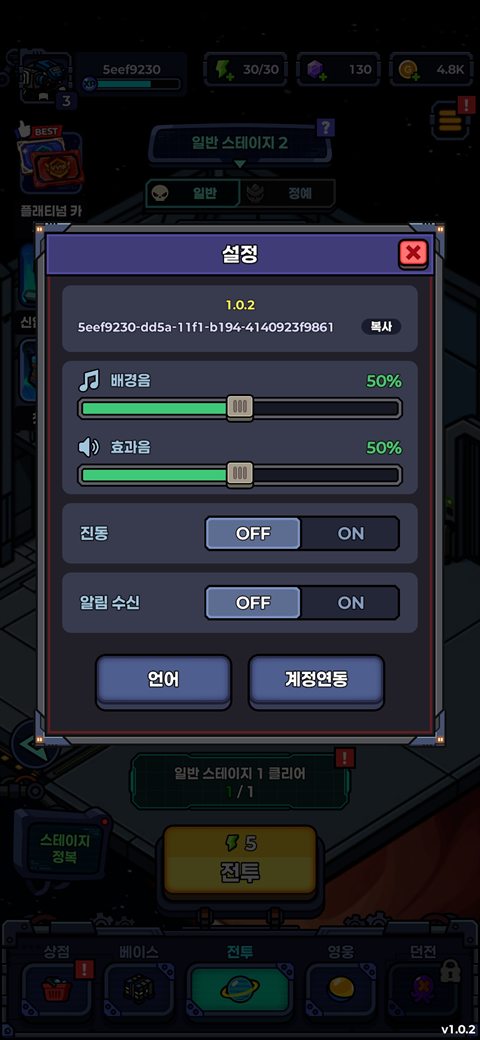 5eef9230
30/30
130
4.8K
3
BEST
일반 스테이지 2
?
!
일반
정예
플래티넘 카
설정
1.0.2
5eef9230-dd5a-11f1-b194-4140923f9861
복사
배경음
50%
효과음
50%
진동
OFF
ON
알림 수신
OFF
ON
언어
계정연동
일반 스테이지 1 클리어
!
1 / 1
스테이지
정복
5
전투
상점
!
베이스
전투
영웅
던전
v1.0.2